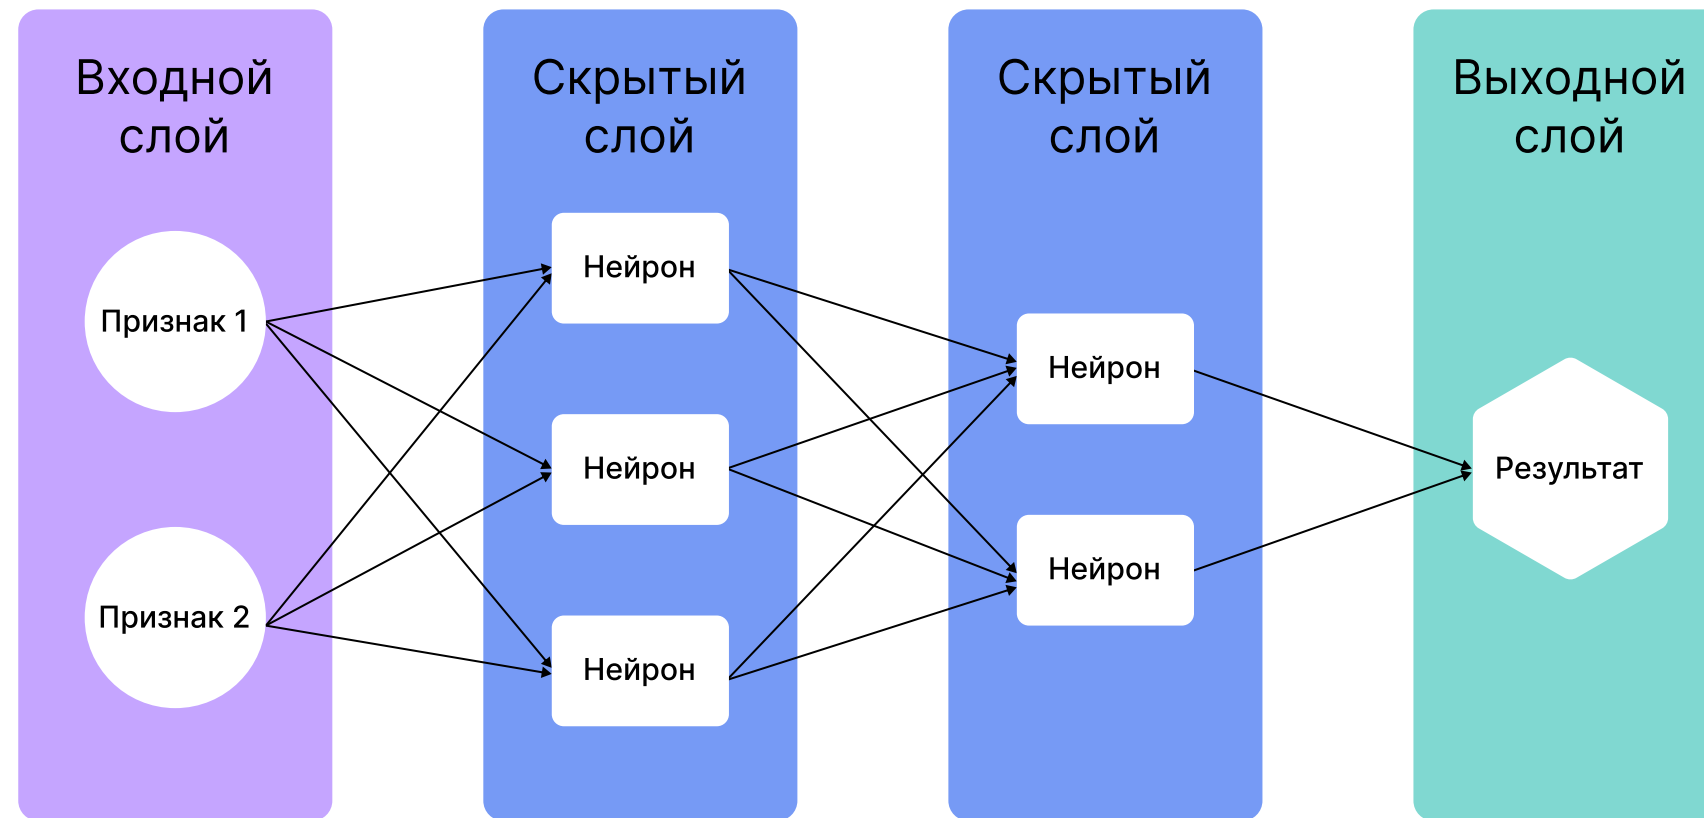 Входной
слой
Признак 1
Признак 2
Скрытый
слой
Нейрон
Нейрон
Нейрон
Скрытый
слой
Нейрон
Нейрон
Выходной
слой
Результат